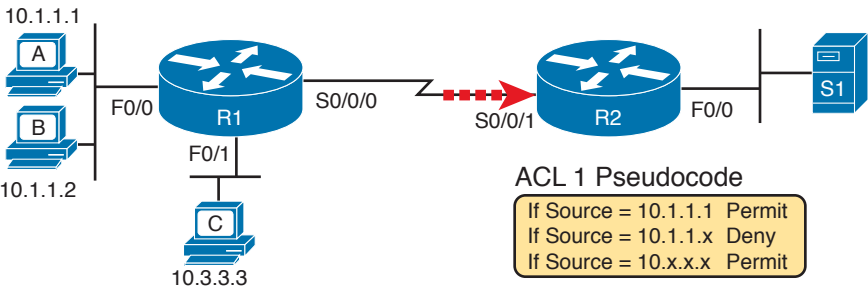 10.1.1.1
A
B
10.1.1.2
F0/0
R1
S0/0/0
F0/1
C
10.3.3.3
S0/0/1
R2
F0/0
S1
ACL 1 Pseudocode
If Source = 10.1.1.1 Permit
If Source = 10.1.1.x Deny
If Source = 10.x.x.x Permit